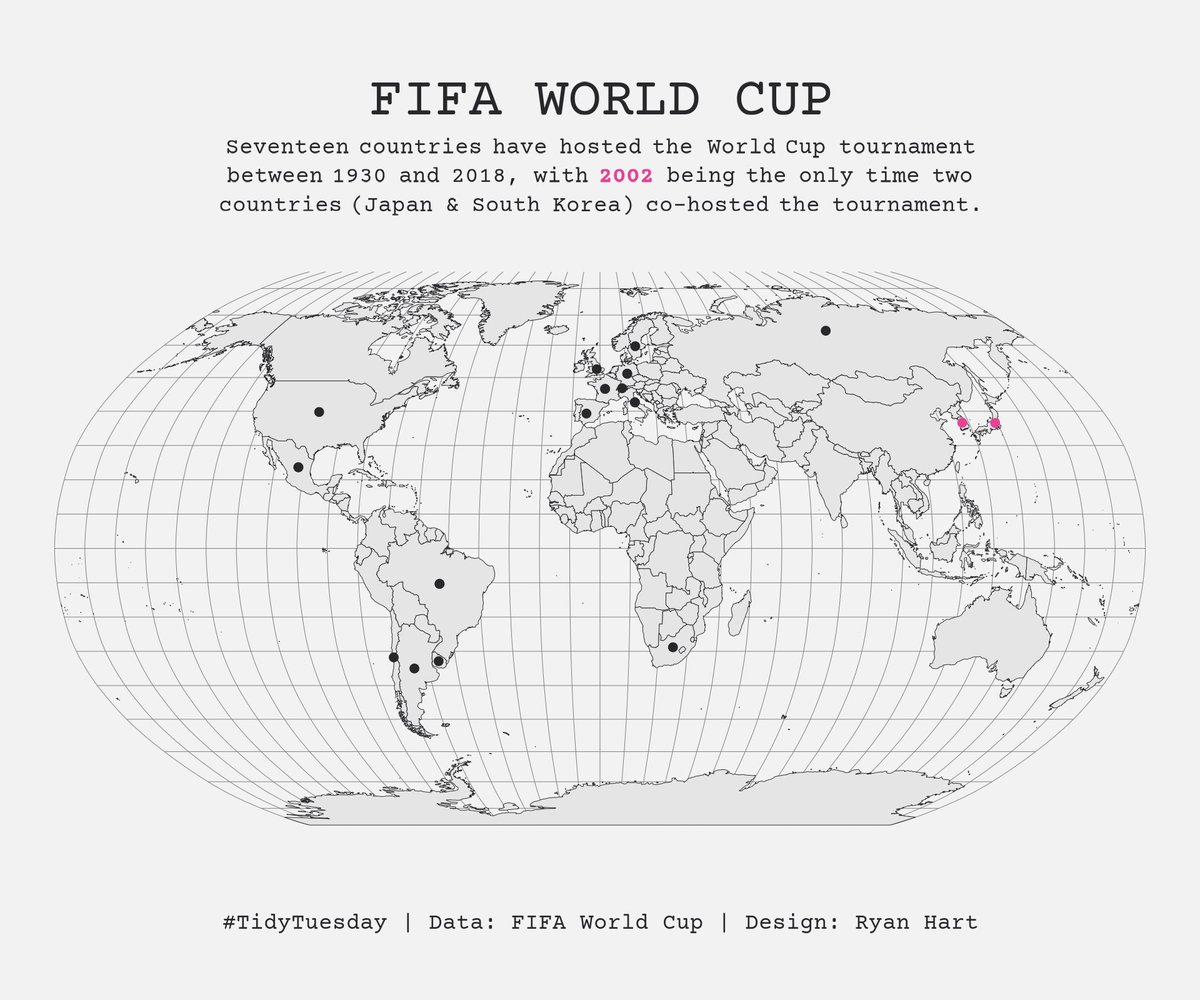 FIFA WORLD CUP
Seventeen countries have hosted the World Cup tournament
between 1930 and 2018, with 2002 being the only time two
countries (Japan & South Korea) co-hosted the tournament.
#TidyTuesday | Data: FIFA World Cup | Design: Ryan Hart